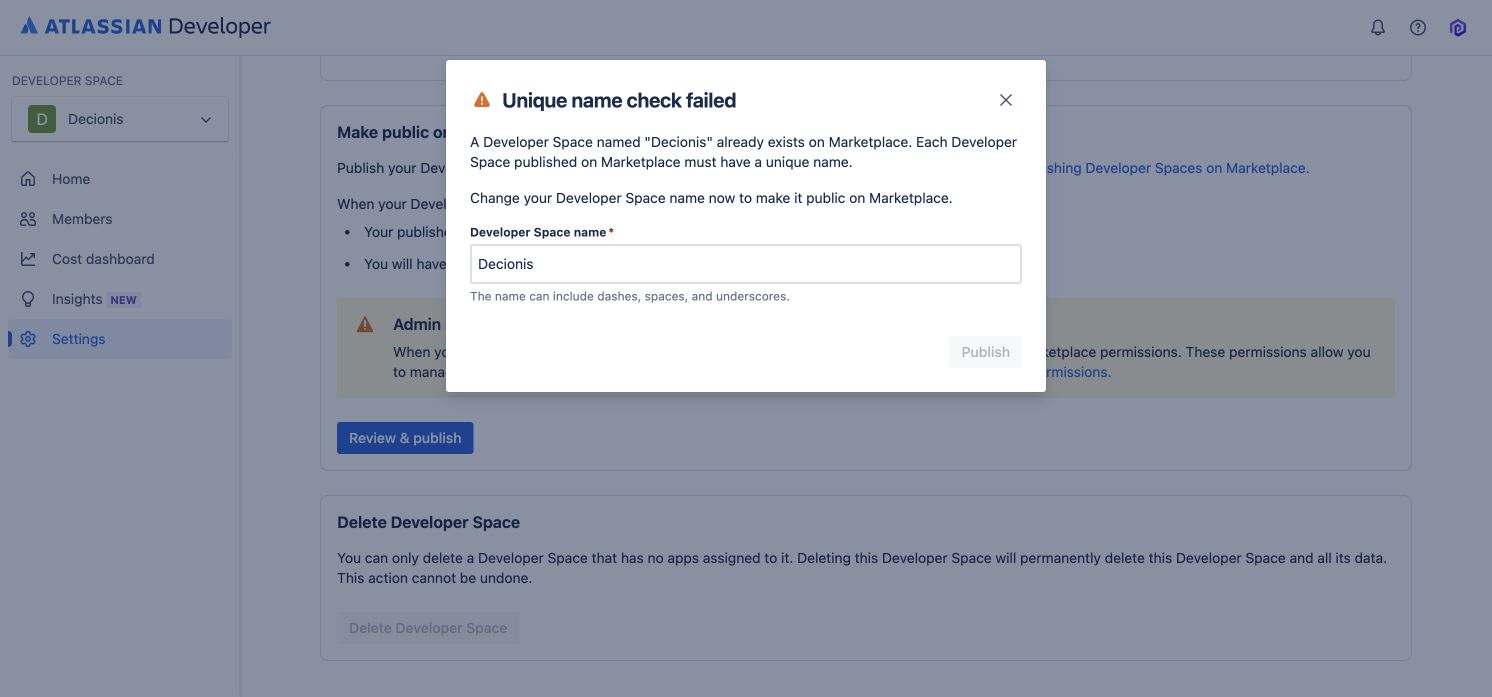 ATLASSIAN Developer
DEVELOPER SPACE
D Decionis
Home
Members
Cost dashboard
Insights NEW
Settings
Unique name check failed
A Developer Space named "Decionis" already exists on Marketplace. Each Developer
Space published on Marketplace must have a unique name.
Change your Developer Space name now to make it public on Marketplace.
Developer Space name*
Decionis
The name can include dashes, spaces, and underscores.
Publish
Make public
Publish your
shing Developer Spaces on Marketplace.
When your
Your
You will have
Admin
When
ketplace permissions. These permissions allow you
to
rmissions.
Review & publish
Delete Developer Space
You can only delete a Developer Space that has no apps assigned to it. Deleting this Developer Space will permanently delete this Developer Space and all its data.
This action cannot be undone.
Delete Developer Space